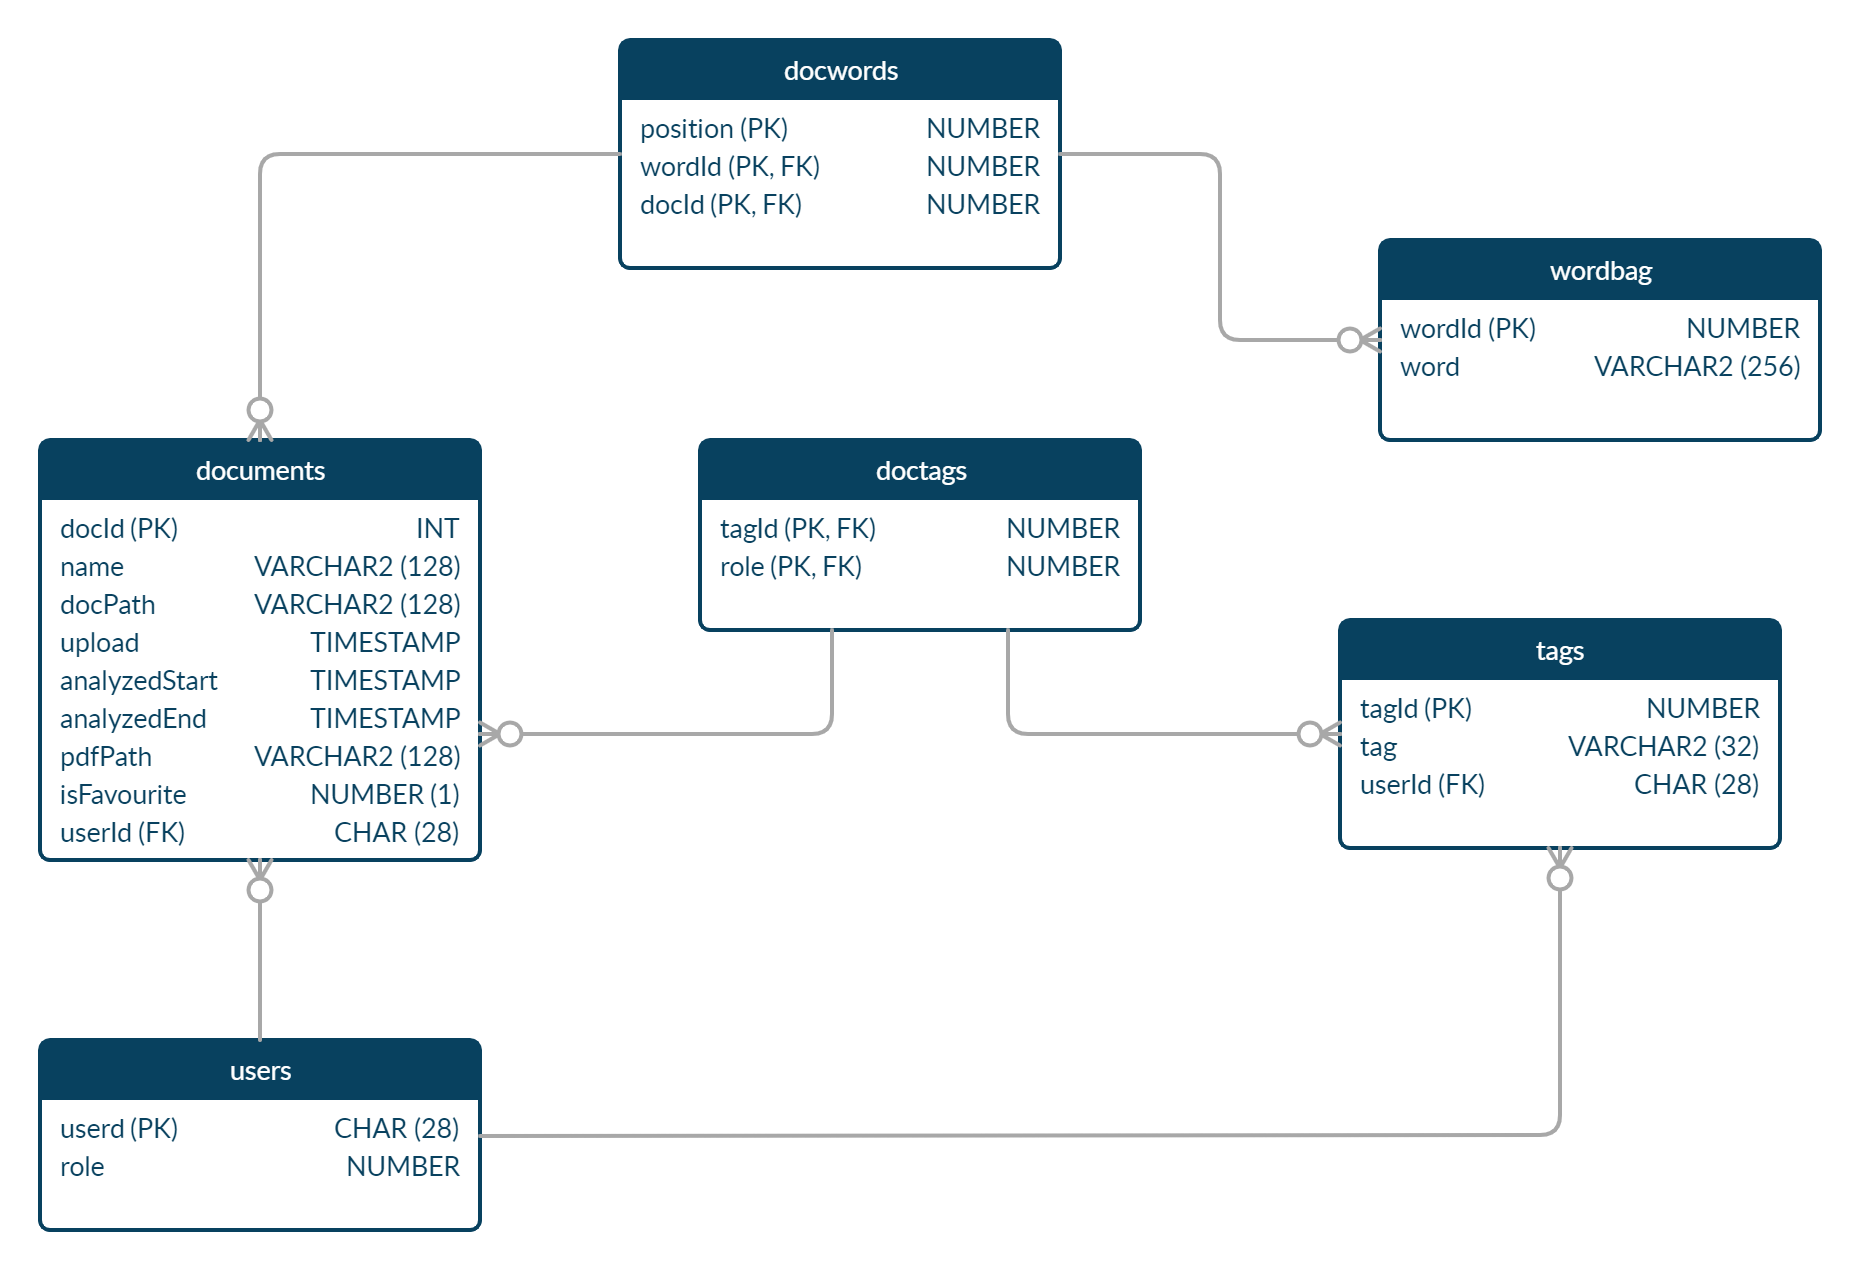 docwords
position (PK) NUMBER
wordId (PK, FK) NUMBER
docId (PK, FK) NUMBER
wordbag
wordId (PK) NUMBER
word VARCHAR2 (256)
documents
docId (PK) INT
name VARCHAR2 (128)
docPath VARCHAR2 (128)
upload TIMESTAMP
analyzedStart TIMESTAMP
analyzedEnd TIMESTAMP
pdfPath VARCHAR2 (128)
isFavourite NUMBER (1)
userId (FK) CHAR (28)
doctags
tagId (PK, FK) NUMBER
role (PK, FK) NUMBER
tags
tagId (PK) NUMBER
tag VARCHAR2 (32)
userId (FK) CHAR (28)
users
userd (PK) CHAR (28)
role NUMBER